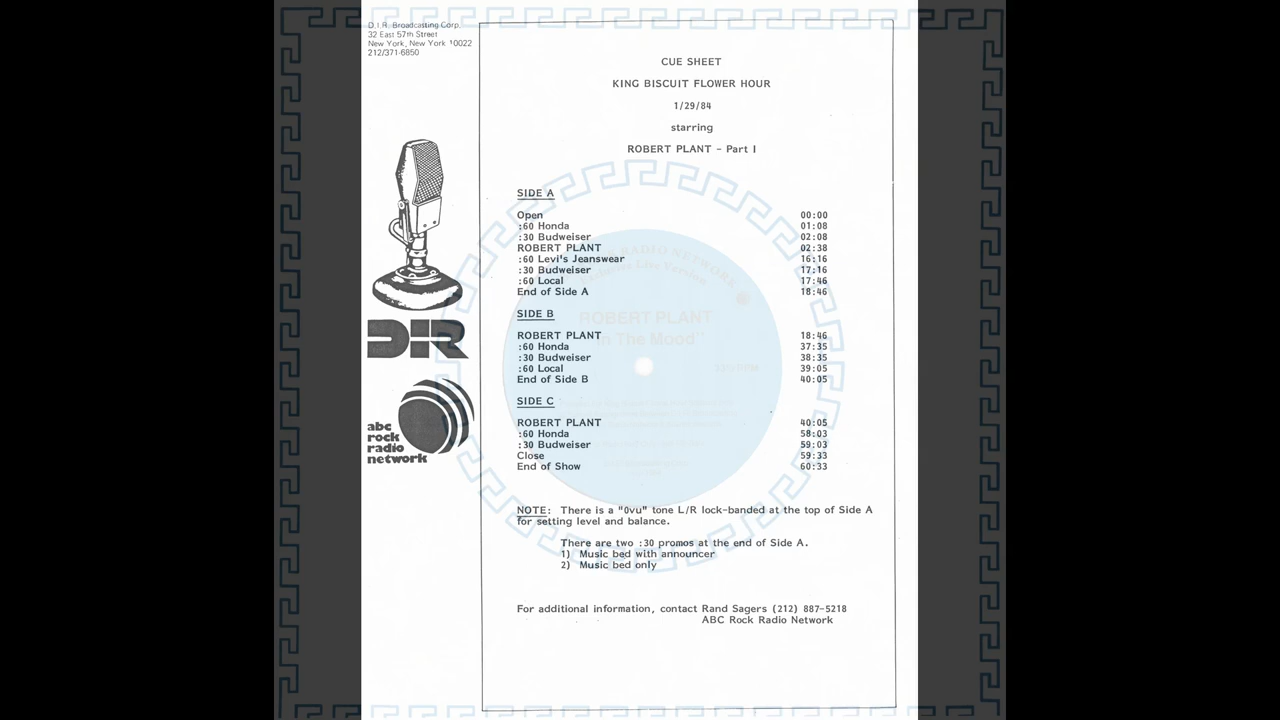 D.I.R. Broadcasting Corp.
32 East 57th Street
New York, New York 10022
212/371-6850
CUE SHEET
KING BISCUIT FLOWER HOUR
1/29/84
starring
ROBERT PLANT - Part I
SIDE A
Open 00:00
:60 Honda 01:08
:30 Budweiser 02:08
ROBERT PLANT 02:38
:60 Levi's Jeanswear 16:16
:30 Budweiser 17:16
:60 Local 17:46
End of Side A 18:46
SIDE B
ROBERT PLANT 18:46
:60 Honda 37:35
:30 Budweiser 38:35
:60 Local 39:05
End of Side B 40:05
SIDE C
ROBERT PLANT 40:05
:60 Honda 58:03
:30 Budweiser 59:03
Close 59:33
End of Show 60:33
NOTE: There is a "0vu" tone L/R lock-banded at the top of Side A
for setting level and balance.
There are two :30 promos at the end of Side A.
1) Music bed with announcer
2) Music bed only
For additional information, contact Rand Sagers (212) 887-5218
ABC Rock Radio Network
DIR
abc
rock
radio
network
RADIO NETWORK
Live Version
ROBERT PLANT
The Mood"